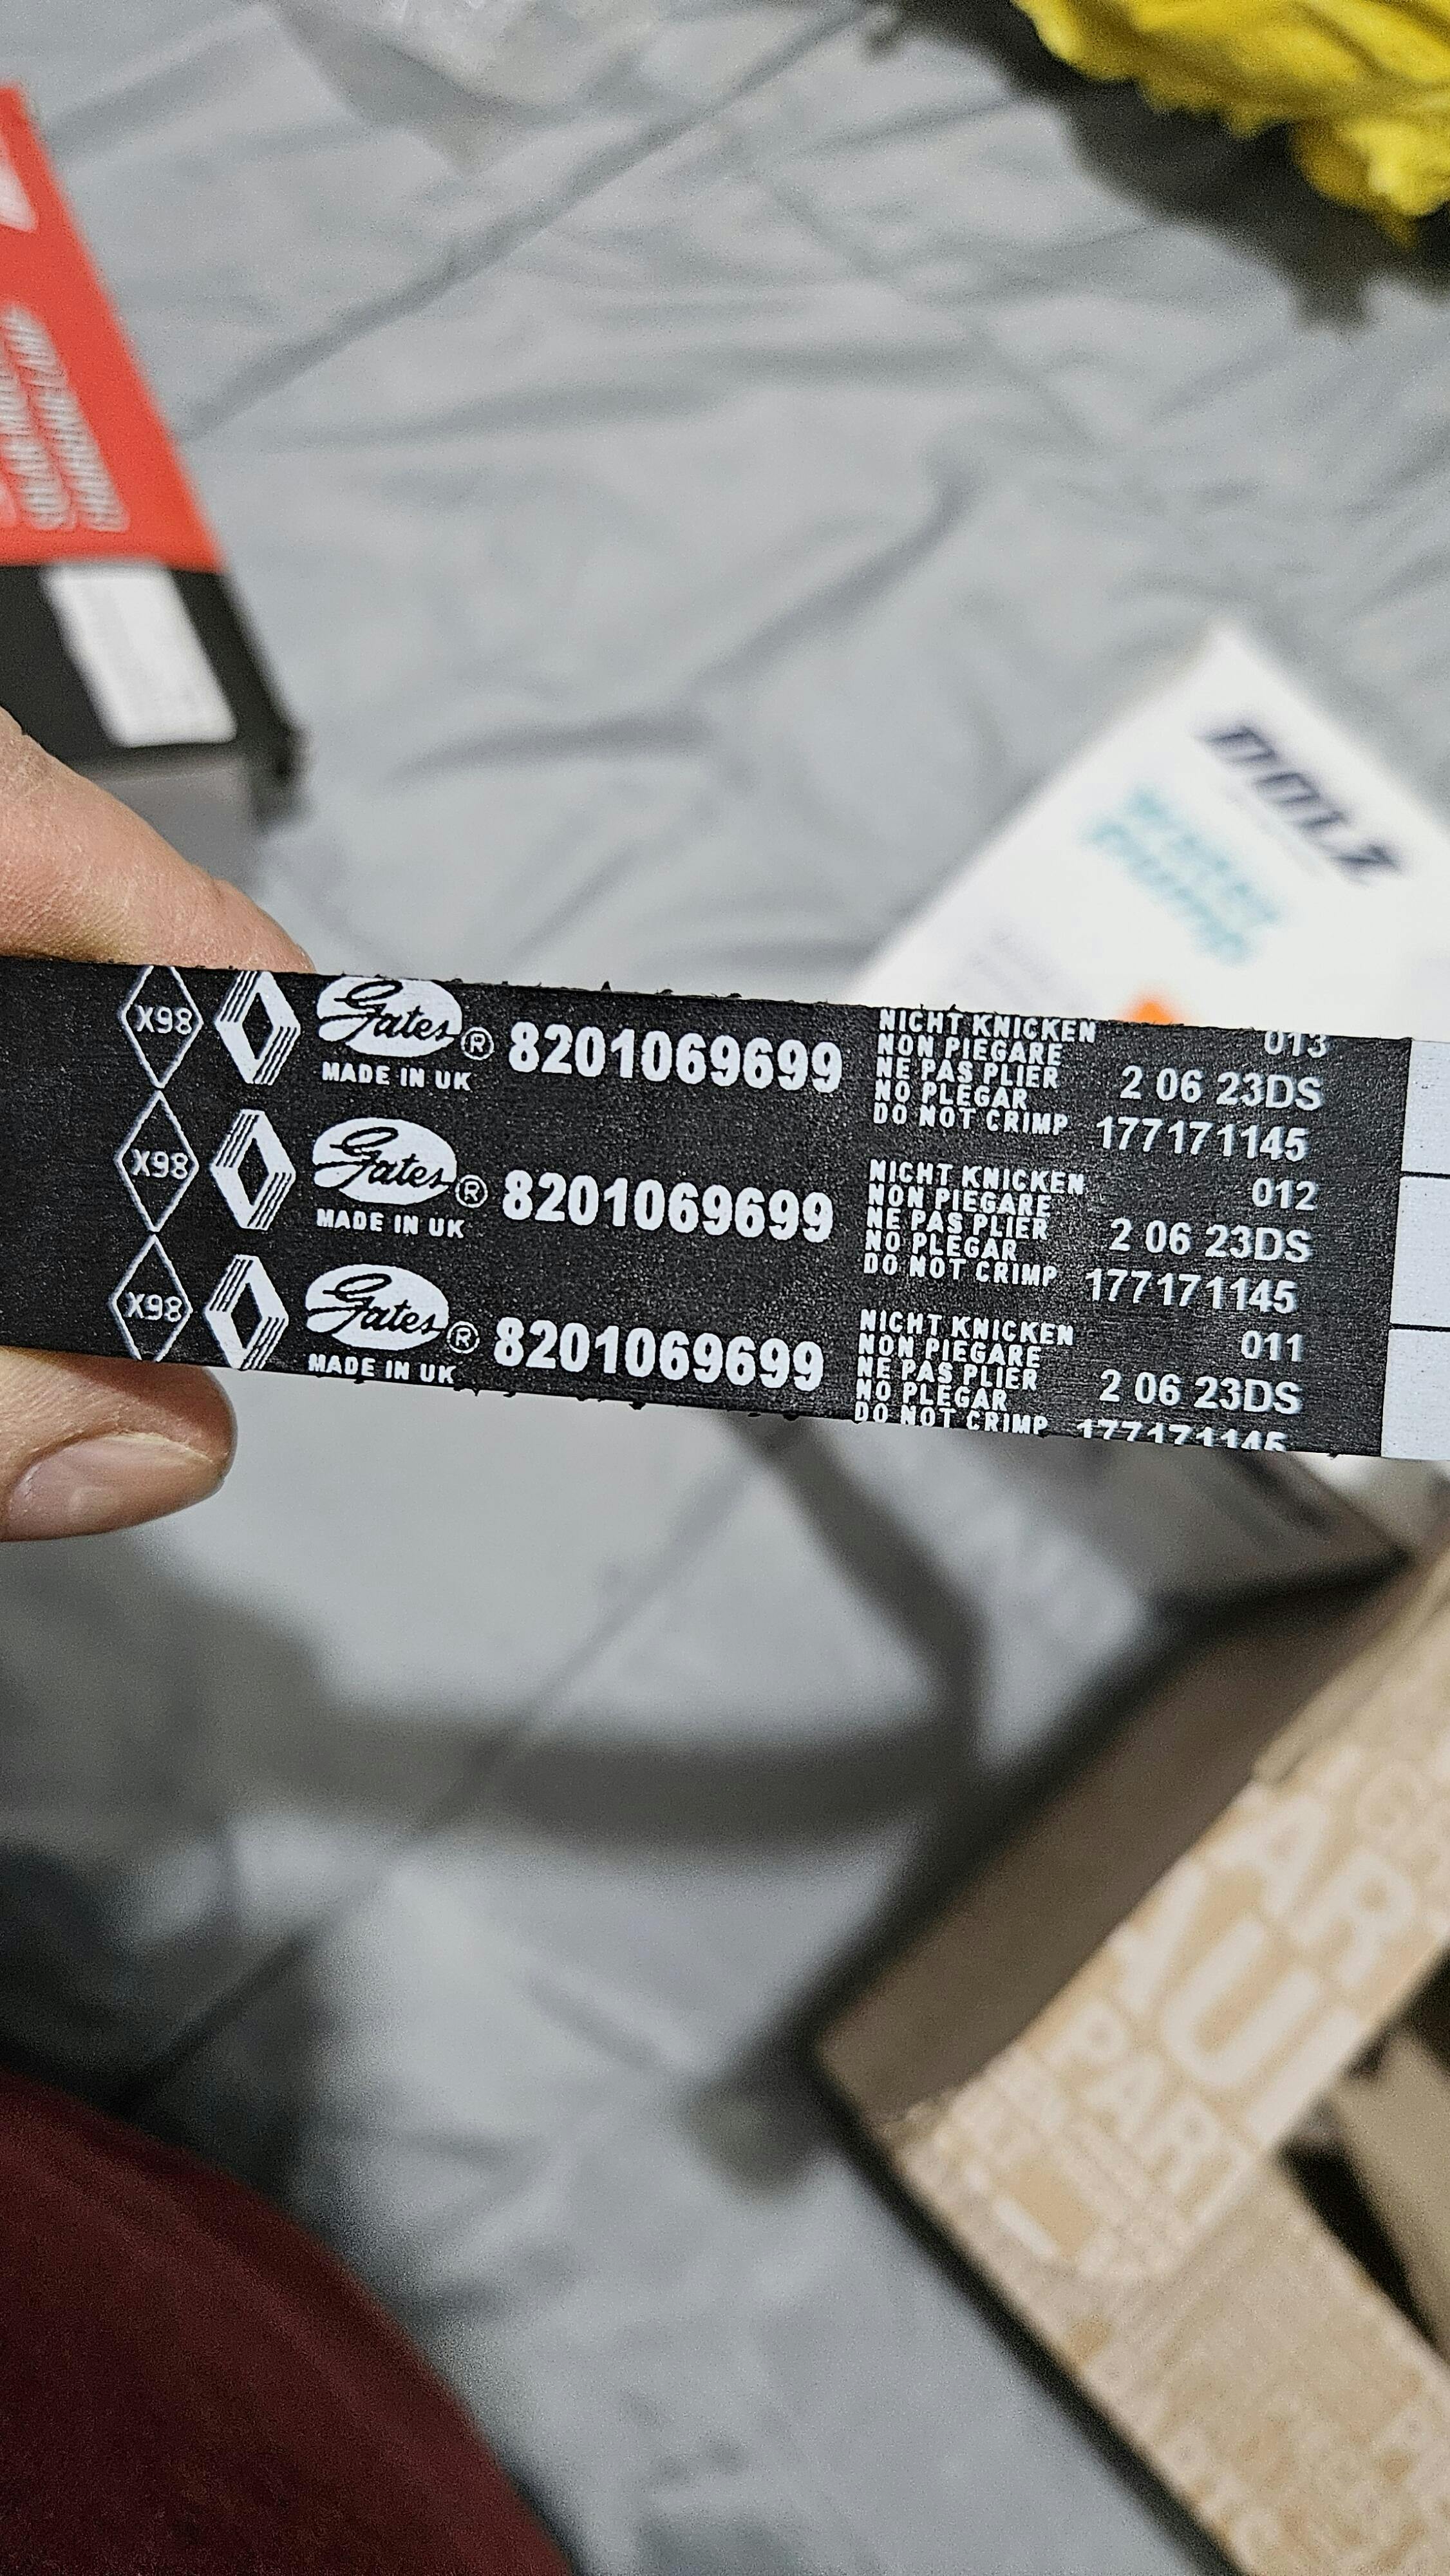 X98 Gates® 8201069699
MADE IN UK
NICHT KNICKEN
NON PIEGARE
NE PAS PLIER
NO PLEGAR
DO NOT CRIMP
013
2 06 23DS
177171145
X98 Gates® 8201069699
MADE IN UK
NICHT KNICKEN
NON PIEGARE
NE PAS PLIER
NO PLEGAR
DO NOT CRIMP
012
2 06 23DS
177171145
X98 Gates® 8201069699
MADE IN UK
NICHT KNICKEN
NON PIEGARE
NE PAS PLIER
NO PLEGAR
DO NOT CRIMP
011
2 06 23DS
177171145
WATER
PUMP